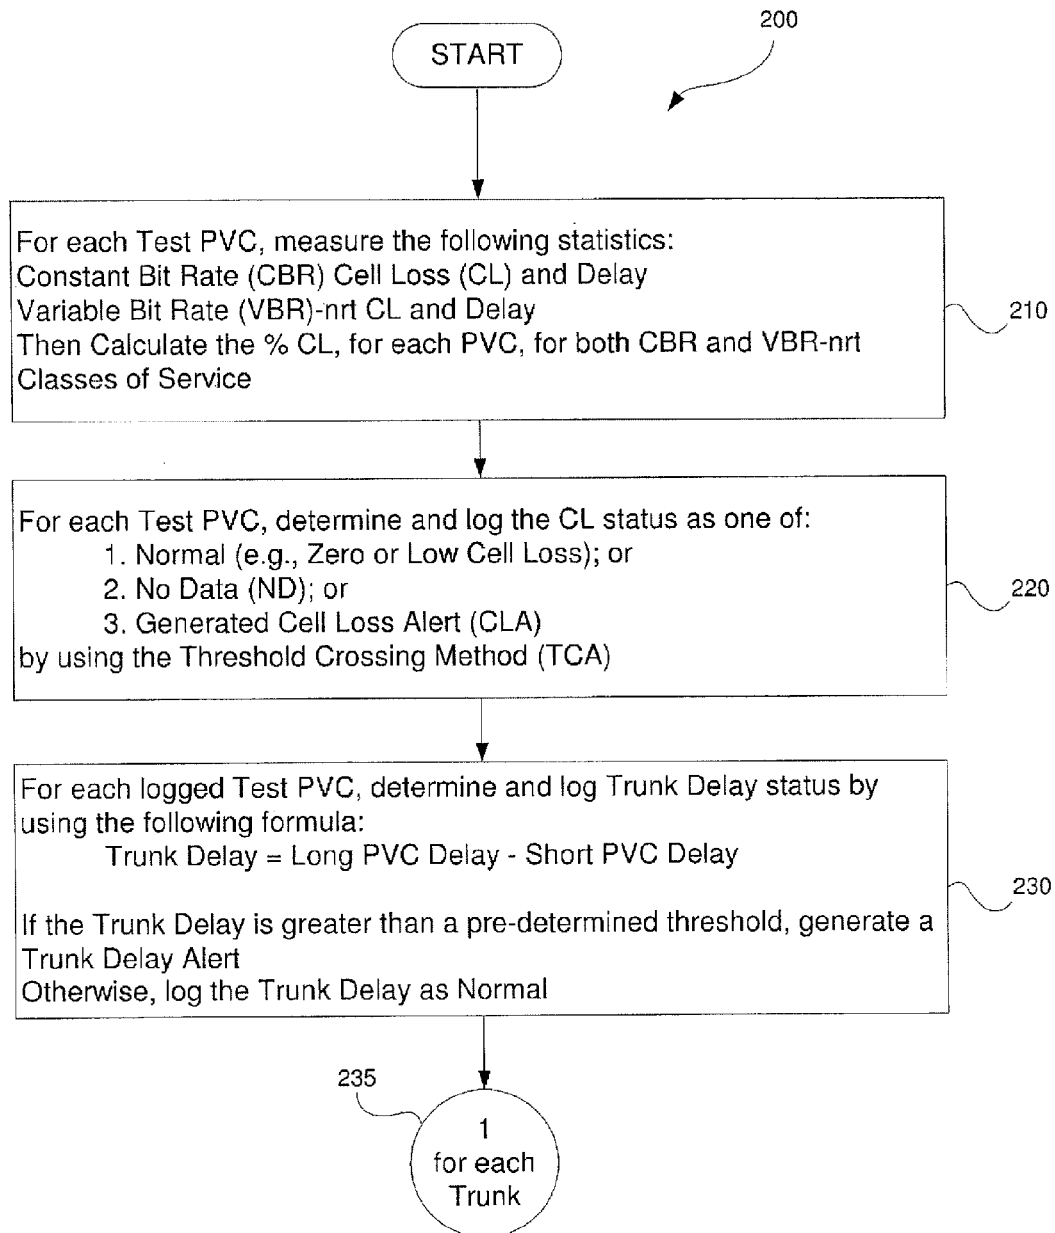 200
START
For each Test PVC, measure the following statistics:
Constant Bit Rate (CBR) Cell Loss (CL) and Delay
Variable Bit Rate (VBR)-nrt CL and Delay
Then Calculate the % CL, for each PVC, for both CBR and VBR-nrt
Classes of Service
210
For each Test PVC, determine and log the CL status as one of:
1. Normal (e.g., Zero or Low Cell Loss); or
2. No Data (ND); or
3. Generated Cell Loss Alert (CLA)
by using the Threshold Crossing Method (TCA)
220
For each logged Test PVC, determine and log Trunk Delay status by
using the following formula:
Trunk Delay = Long PVC Delay - Short PVC Delay
If the Trunk Delay is greater than a pre-determined threshold, generate a
Trunk Delay Alert
Otherwise, log the Trunk Delay as Normal
230
235
1
for each
Trunk